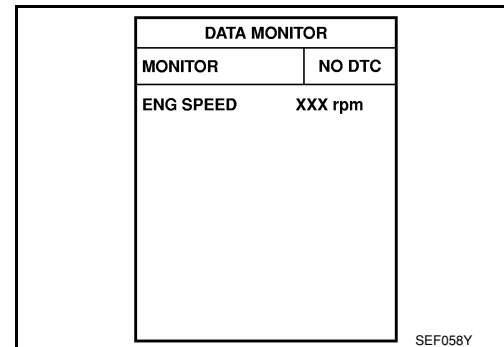 DATA MONITOR
MONITOR NO DTC
ENG SPEED XXX rpm
SEF058Y